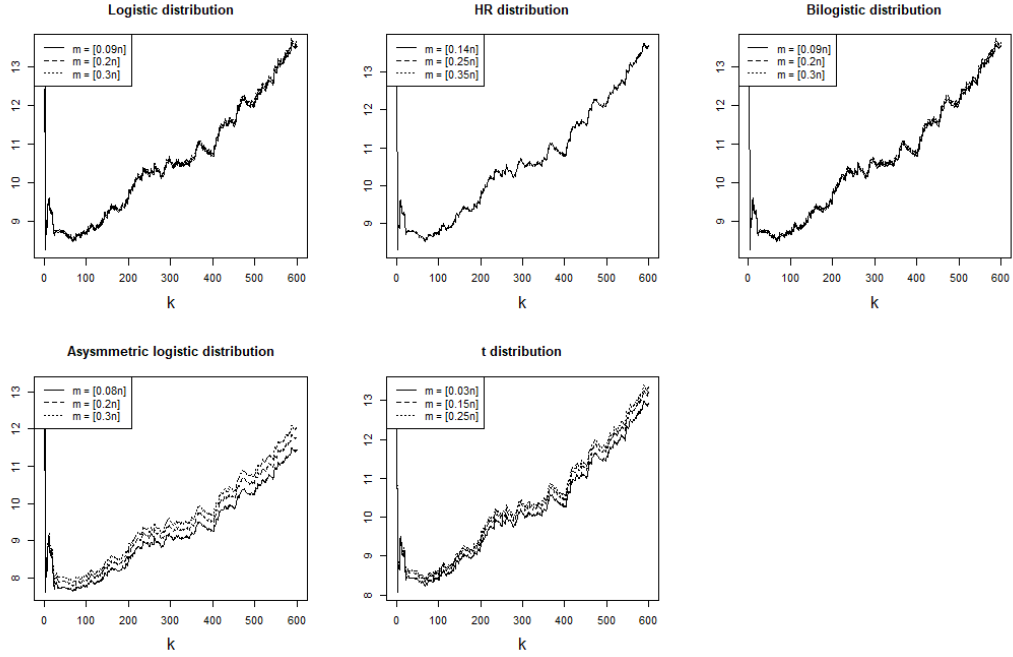 Logistic distribution
m = [0.09n]
m = [0.2n]
m = [0.3n]
13
12
11
10
9
0 100 200 300 400 500 600
k
HR distribution
m = [0.14n]
m = [0.25n]
m = [0.35n]
13
12
11
10
9
0 100 200 300 400 500 600
k
Bilogistic distribution
m = [0.09n]
m = [0.2n]
m = [0.3n]
13
12
11
10
9
0 100 200 300 400 500 600
k
Asysmmetric logistic distribution
m = [0.08n]
m = [0.2n]
m = [0.3n]
13
12
11
10
9
8
0 100 200 300 400 500 600
k
t distribution
m = [0.03n]
m = [0.15n]
m = [0.25n]
13
12
11
10
9
8
0 100 200 300 400 500 600
k